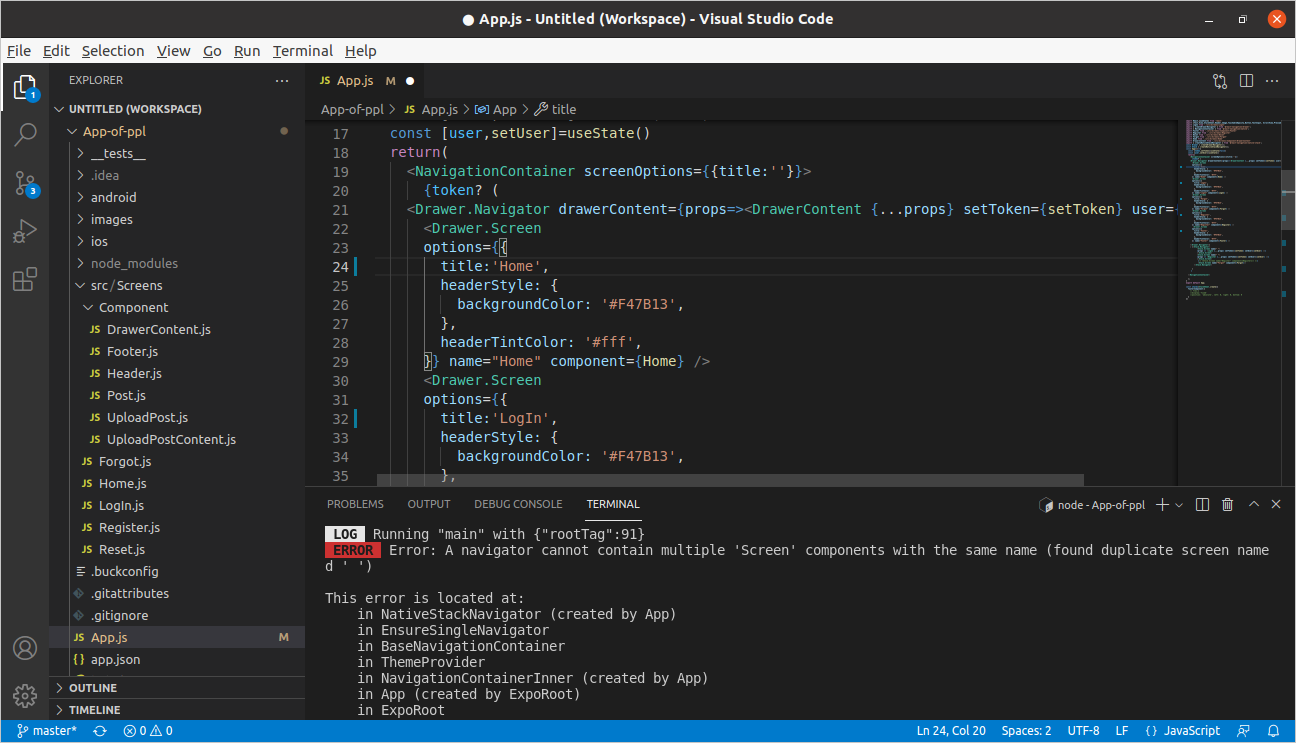 ● App.js - Untitled (Workspace) - Visual Studio Code
File Edit Selection View Go Run Terminal Help
EXPLORER
UNTITLED (WORKSPACE)
App-of-ppl
__tests__
.idea
android
images
ios
node_modules
src/Screens
Component
JS DrawerContent.js
JS Footer.js
JS Header.js
JS Post.js
JS UploadPost.js
JS UploadPostContent.js
JS Forgot.js
JS Home.js
JS LogIn.js
JS Register.js
JS Reset.js
.buckconfig
.gitattributes
.gitignore
JS App.js M
{} app.json
OUTLINE
TIMELINE
1
3
JS App.js M ●
App-of-ppl > JS App.js > App > title
17 const [user,setUser]=useState()
18 return(
19 <NavigationContainer screenOptions={{title:''}}>
20 {token? (
21 <Drawer.Navigator drawerContent={props=><DrawerContent {...props} setToken={setToken} user=
22 <Drawer.Screen
23 options={{
24 title:'Home',
25 headerStyle: {
26 backgroundColor: '#F47B13',
27 },
28 headerTintColor: '#fff',
29 }} name="Home" component={Home} />
30 <Drawer.Screen
31 options={{
32 title:'LogIn',
33 headerStyle: {
34 backgroundColor: '#F47B13',
35 },
PROBLEMS OUTPUT DEBUG CONSOLE TERMINAL
node - App-of-ppl
LOG Running "main" with {"rootTag":91}
ERROR Error: A navigator cannot contain multiple 'Screen' components with the same name (found duplicate screen name
d ' ')
This error is located at:
in NativeStackNavigator (created by App)
in EnsureSingleNavigator
in BaseNavigationContainer
in ThemeProvider
in NavigationContainerInner (created by App)
in App (created by ExpoRoot)
in ExpoRoot
master* 0 0 Ln 24, Col 20 Spaces: 2 UTF-8 LF {} JavaScript